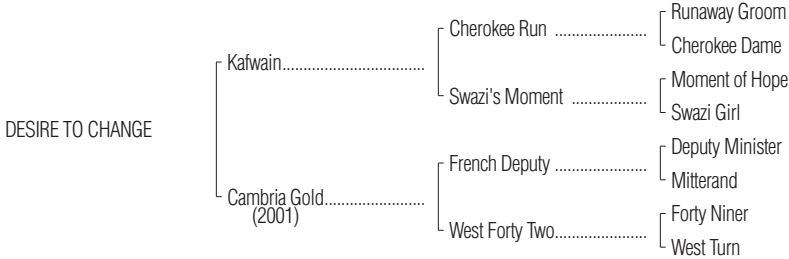 Runaway Groom
Cherokee Run ......................
Cherokee Dame
Kafwain..................................
Moment of Hope
Swazi's Moment ..................
Swazi Girl
DESIRE TO CHANGE
Deputy Minister
French Deputy ......................
Mitterand
Cambria Gold........................
(2001)
Forty Niner
West Forty Two......................
West Turn